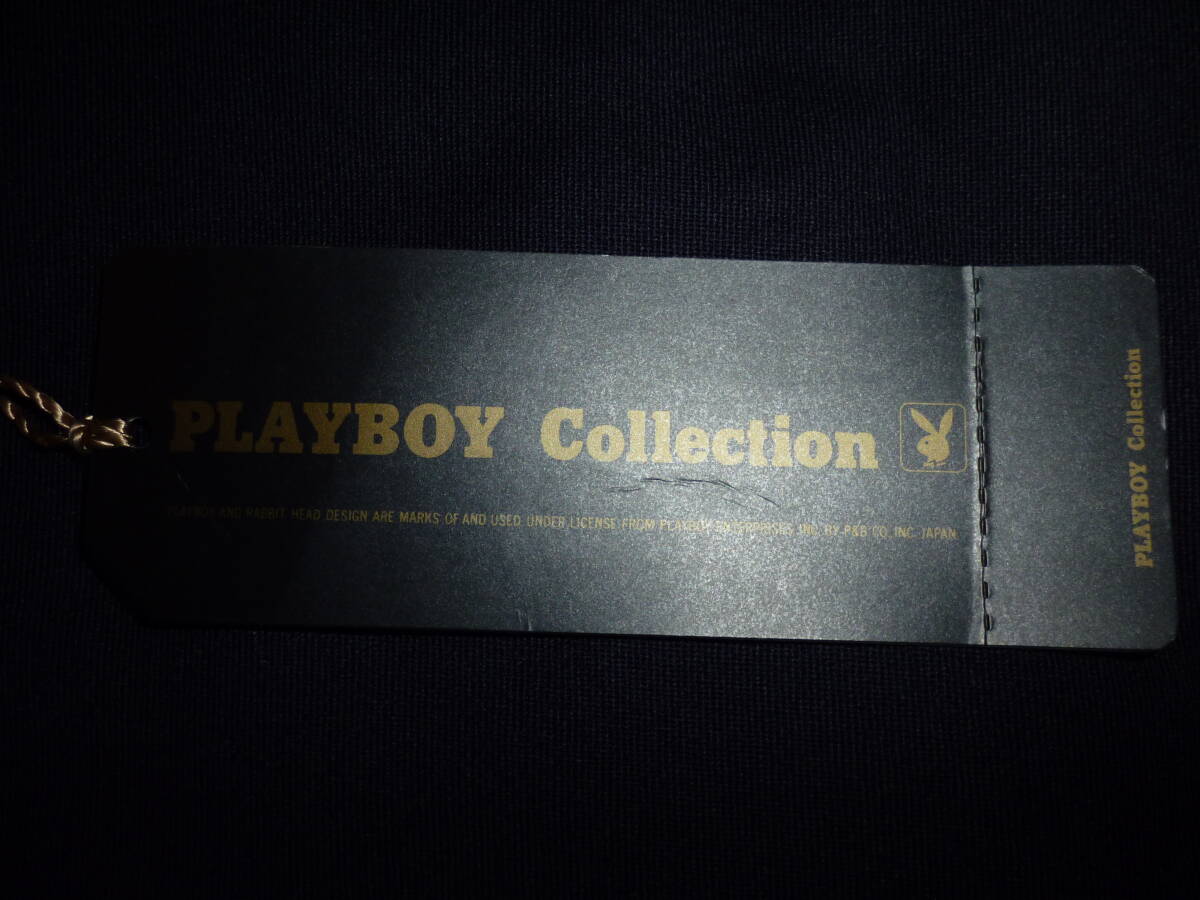 PLAYBOY Collection
PLAYBOY AND RABBIT HEAD DESIGN ARE MARKS OF AND USED UNDER LICENSE FROM PLAYBOY ENTERPRISES, INC. BY P&B CO. INC. JAPAN
PLAYBOY Collection